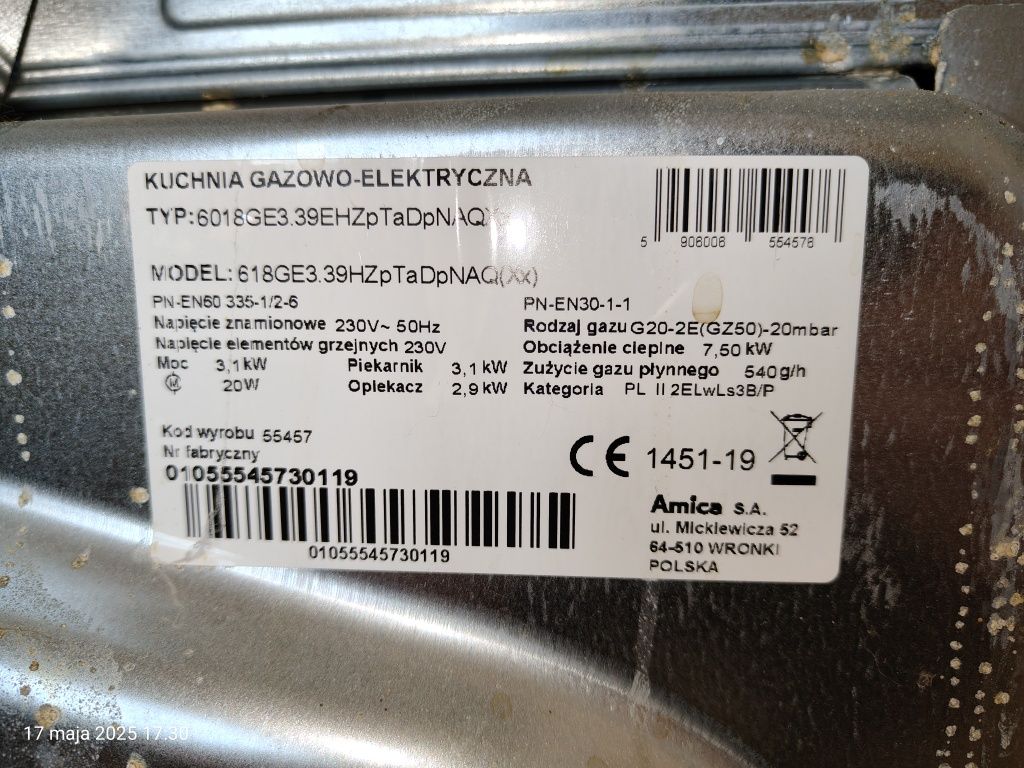 KUCHNIA GAZOWO-ELEKTRYCZNA
TYP: 6018GE3.39EHZpTaDpNAQ
5 908006 554578
MODEL: 618GE3.39HZpTaDpNAQ(Xx)
PN-EN60 335-1/2-6
PN-EN30-1-1
Napięcie znamionowe 230V~ 50Hz
Rodzaj gazu G20-2E(GZ50)-20mbar
Napięcie elementów grzejnych 230V
Obciążenie cieplne 7,50 kW
Moc 3,1 kW Piekarnik 3,1 kW
Zużycie gazu płynnego 540 g/h
M 20W Opiekacz 2,9 kW
Kategoria PL II 2ELwLs3B/P
Kod wyrobu 55457
Nr fabryczny
01055545730119
CE 1451-19
01055545730119
Amica S.A.
ul. Mickiewicza 52
64-510 WRONKI
POLSKA
17 maja 2025 17:30